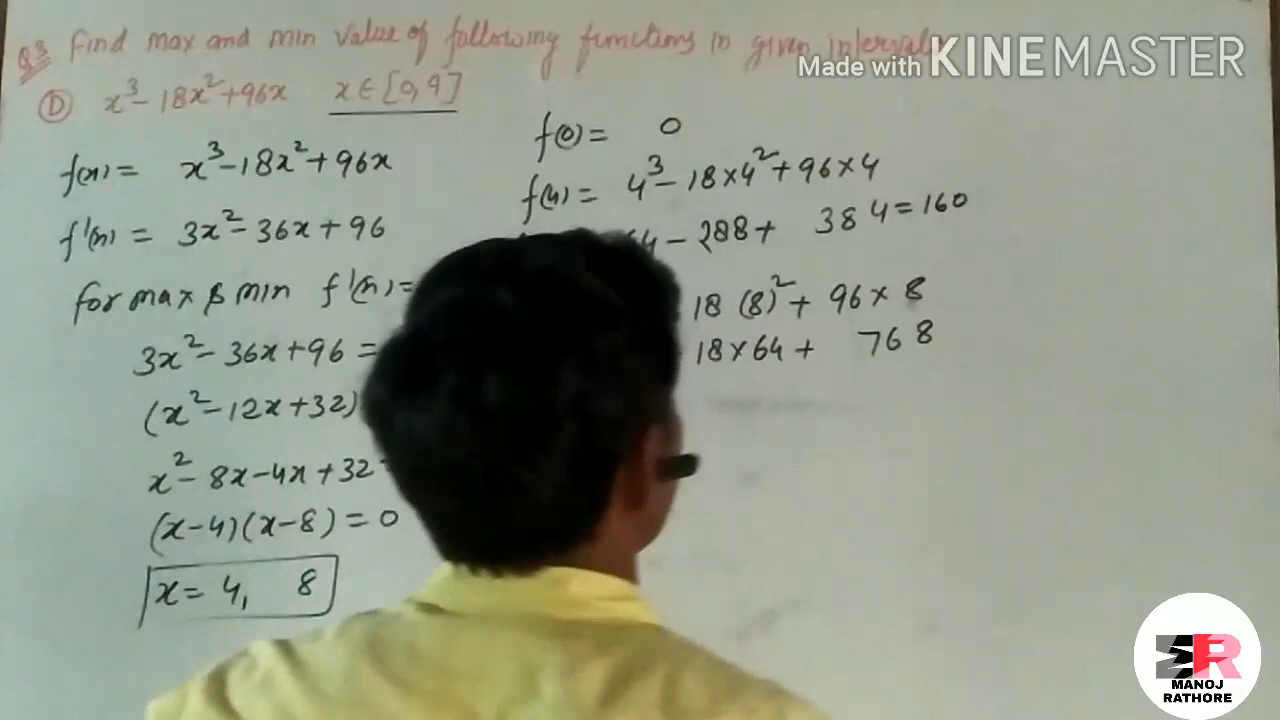 Q3 Find max and min value of following functions in given intervals
Made with KINEMASTER
(D) x³ - 18x² + 96x x ∈ [0, 9]
f(x) = x³ - 18x² + 96x
f'(x) = 3x² - 36x + 96
for max & min f'(x) =
3x² - 36x + 96 =
(x² - 12x + 32)
x² - 8x - 4x + 32
(x-4)(x-8) = 0
x = 4, 8
f(0) = 0
f(4) = 4³ - 18×4² + 96×4
64 - 288 + 384 = 160
18 (8)² + 96 × 8
18×64 + 768
MANOJ
RATHORE